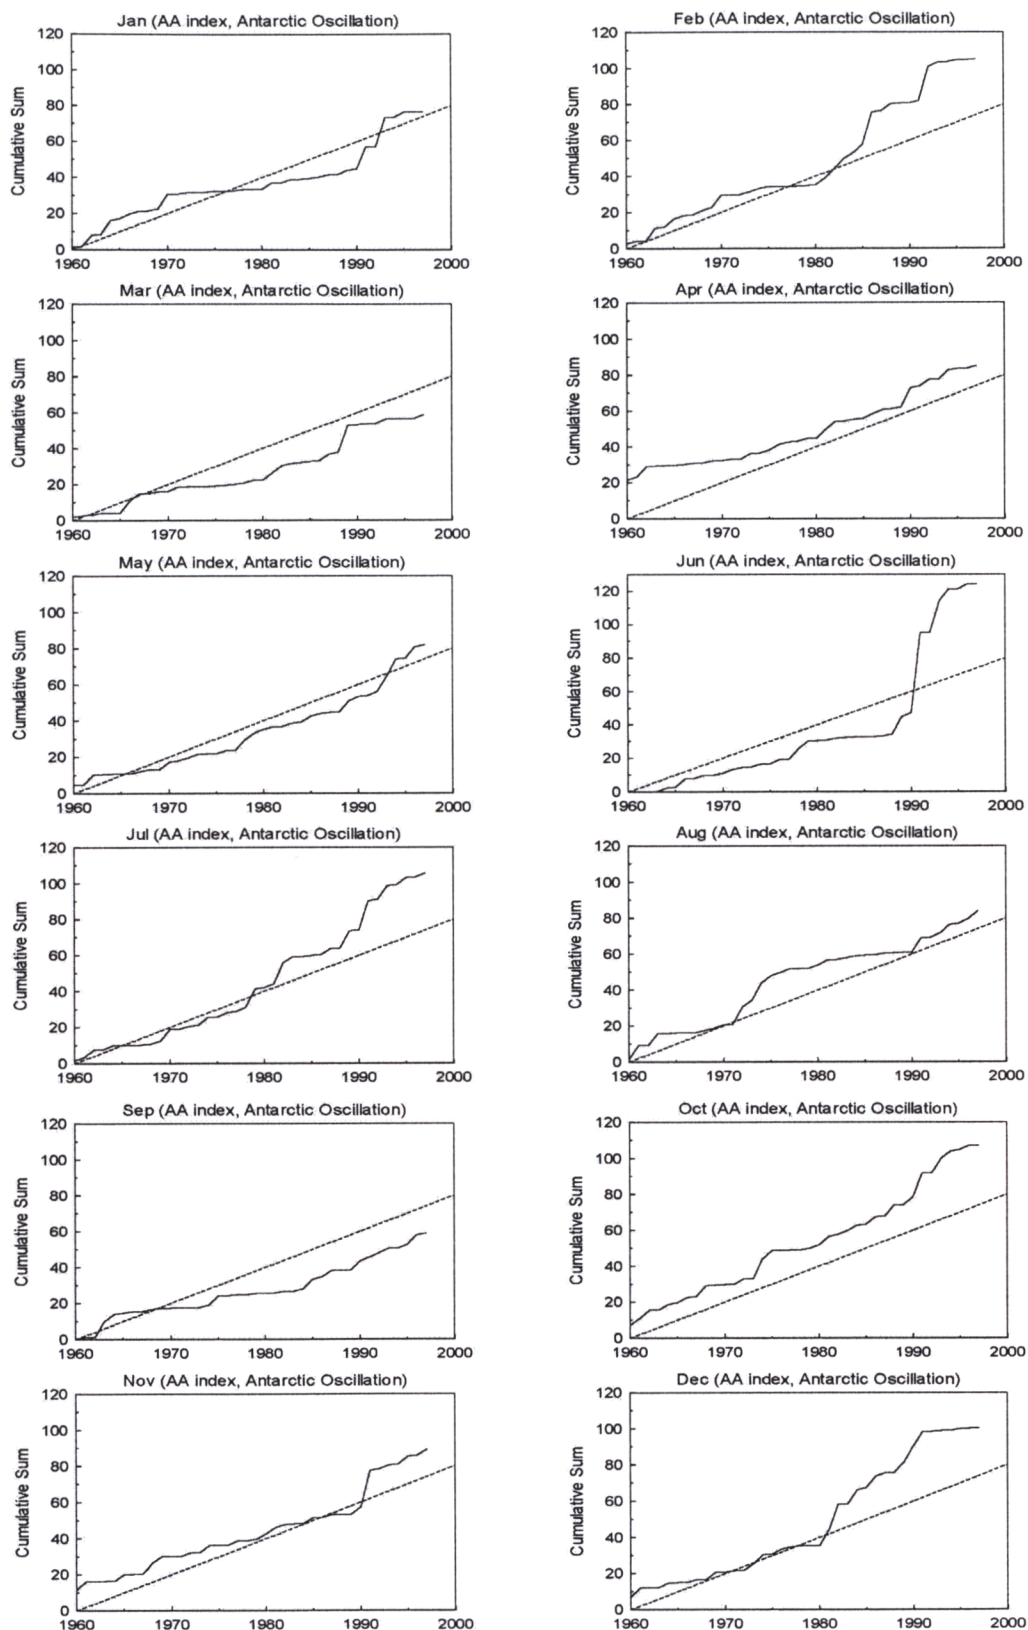 Jan (AA index, Antarctic Oscillation)
120
100
80
60
40
20
0
Cumulative Sum
1960 1970 1980 1990 2000
Feb (AA index, Antarctic Oscillation)
120
100
80
60
40
20
0
Cumulative Sum
1960 1970 1980 1990 2000
Mar (AA index, Antarctic Oscillation)
120
100
80
60
40
20
0
Cumulative Sum
1960 1970 1980 1990 2000
Apr (AA index, Antarctic Oscillation)
120
100
80
60
40
20
0
Cumulative Sum
1960 1970 1980 1990 2000
May (AA index, Antarctic Oscillation)
120
100
80
60
40
20
0
Cumulative Sum
1960 1970 1980 1990 2000
Jun (AA index, Antarctic Oscillation)
120
100
80
60
40
20
0
Cumulative Sum
1960 1970 1980 1990 2000
Jul (AA index, Antarctic Oscillation)
120
100
80
60
40
20
0
Cumulative Sum
1960 1970 1980 1990 2000
Aug (AA index, Antarctic Oscillation)
120
100
80
60
40
20
0
Cumulative Sum
1960 1970 1980 1990 2000
Sep (AA index, Antarctic Oscillation)
120
100
80
60
40
20
0
Cumulative Sum
1960 1970 1980 1990 2000
Oct (AA index, Antarctic Oscillation)
120
100
80
60
40
20
0
Cumulative Sum
1960 1970 1980 1990 2000
Nov (AA index, Antarctic Oscillation)
120
100
80
60
40
20
0
Cumulative Sum
1960 1970 1980 1990 2000
Dec (AA index, Antarctic Oscillation)
120
100
80
60
40
20
0
Cumulative Sum
1960 1970 1980 1990 2000